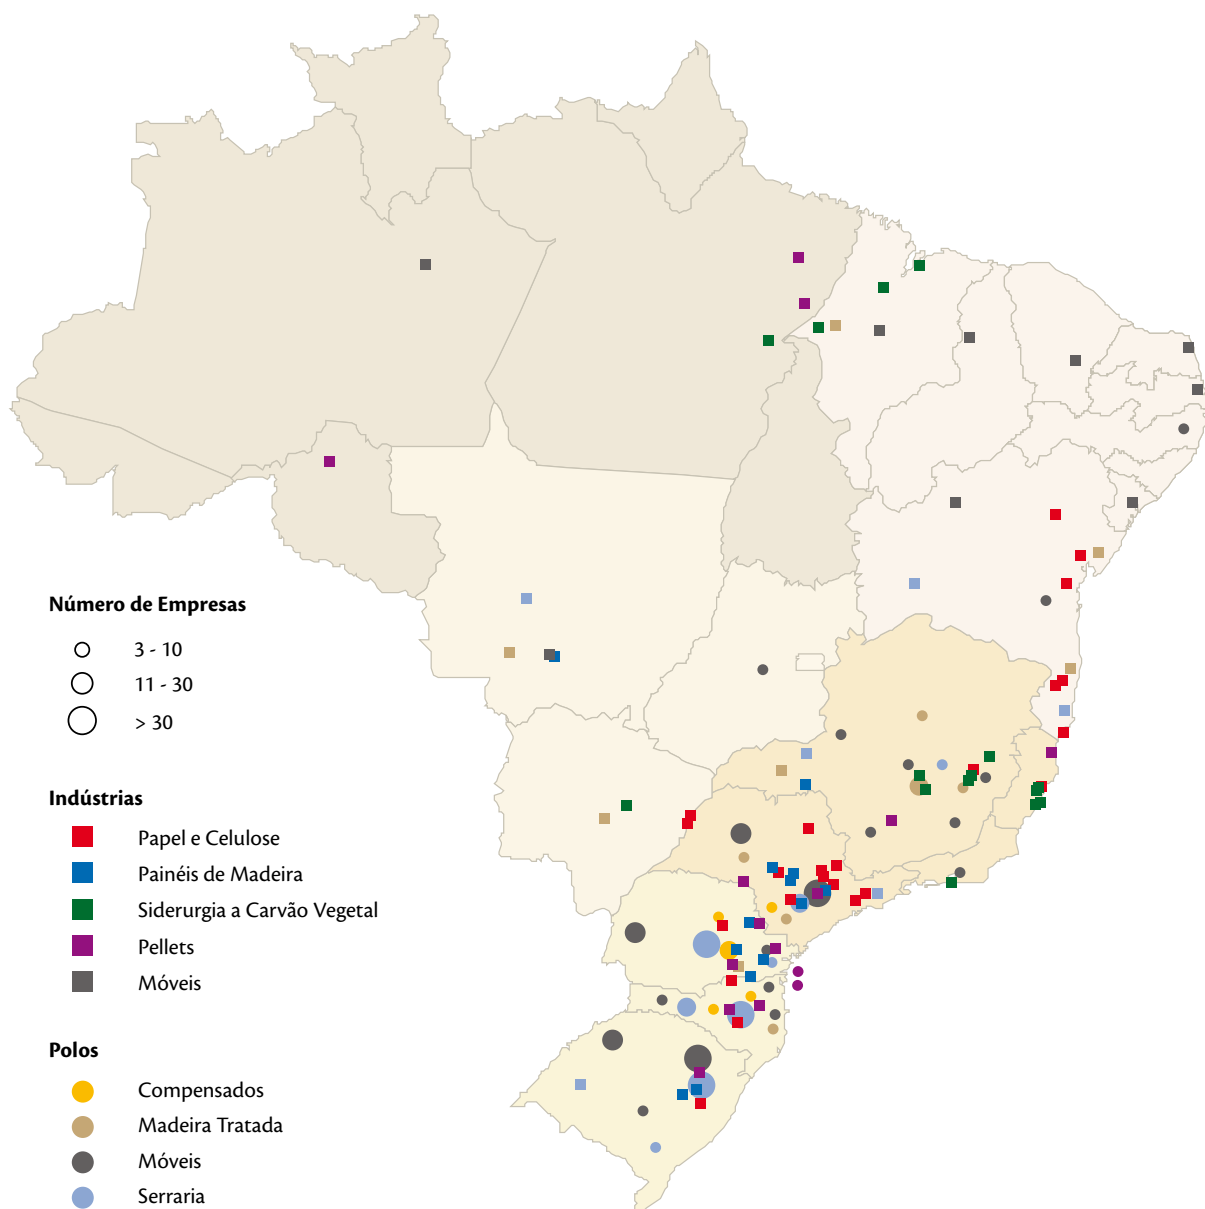 Número de Empresas
3 - 10
11 - 30
> 30
Indústrias
Papel e Celulose
Painéis de Madeira
Siderurgia a Carvão Vegetal
Pellets
Móveis
Polos
Compensados
Madeira Tratada
Móveis
Serraria